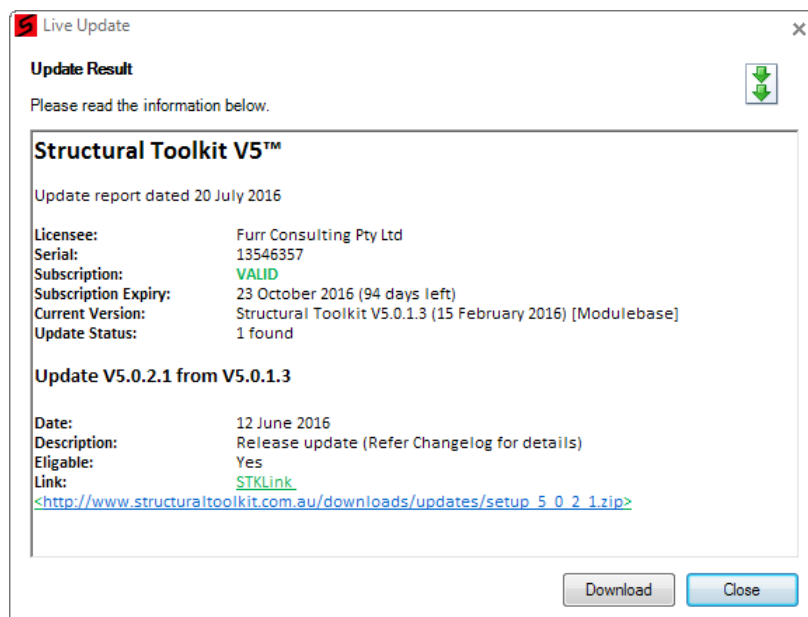 Live Update
Update Result
Please read the information below.
Structural Toolkit V5™
Update report dated 20 July 2016
Licensee: Furr Consulting Pty Ltd
Serial: 13546357
Subscription: VALID
Subscription Expiry: 23 October 2016 (94 days left)
Current Version: Structural Toolkit V5.0.1.3 (15 February 2016) [Modulebase]
Update Status: 1 found
Update V5.0.2.1 from V5.0.1.3
Date: 12 June 2016
Description: Release update (Refer Changelog for details)
Eligable: Yes
Link: STKLink
<http://www.structuraltoolkit.com.au/downloads/updates/setup_5_0_2_1.zip>
Download Close